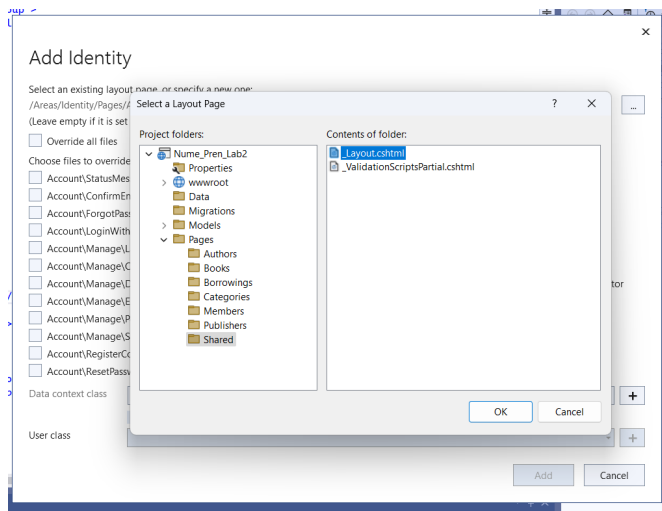 Add Identity
Select an existing layout page, or specify a new one:
/Areas/Identity/Pages/A
...
(Leave empty if it is set
Override all files
Choose files to override
Account\StatusMes
Account\ConfirmEn
Account\ForgotPas
Account\LoginWith
Account\Manage\L
Account\Manage\C
Account\Manage\D
tor
Account\Manage\E
Account\Manage\P
Account\Manage\S
Account\RegisterCo
Account\ResetPassw
Data context class
+
User class
+
Add
Cancel
Select a Layout Page
?
Project folders:
Nume_Pren_Lab2
Properties
wwwroot
Data
Migrations
Models
Pages
Authors
Books
Borrowings
Categories
Members
Publishers
Shared
Contents of folder:
_Layout.cshtml
_ValidationScriptsPartial.cshtml
OK
Cancel